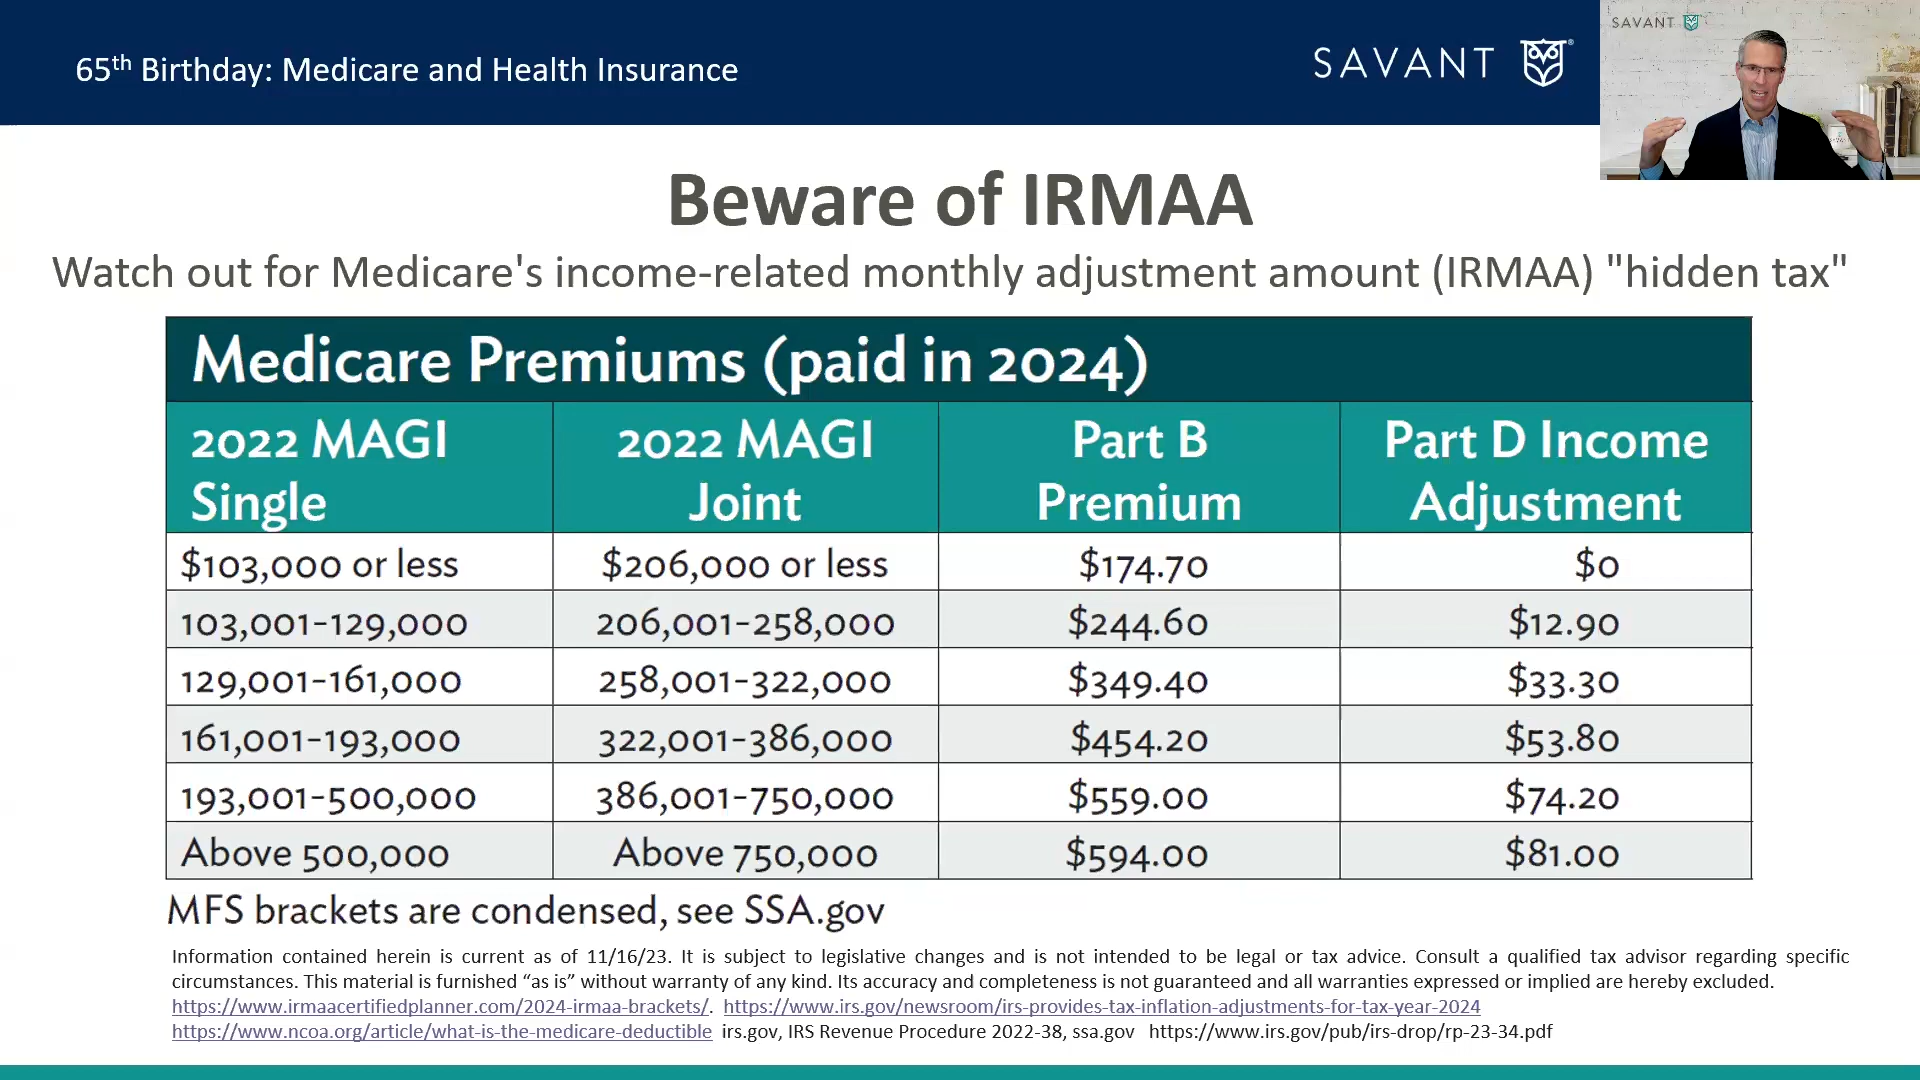 65th Birthday: Medicare and Health Insurance
SAVANT ®
SAVANT
Beware of IRMAA
Watch out for Medicare's income-related monthly adjustment amount (IRMAA) "hidden tax"
Medicare Premiums (paid in 2024)
2022 MAGI Single
2022 MAGI Joint
Part B Premium
Part D Income Adjustment
$103,000 or less $206,000 or less $174.70 $0
103,001-129,000 206,001-258,000 $244.60 $12.90
129,001-161,000 258,001-322,000 $349.40 $33.30
161,001-193,000 322,001-386,000 $454.20 $53.80
193,001-500,000 386,001-750,000 $559.00 $74.20
Above 500,000 Above 750,000 $594.00 $81.00
MFS brackets are condensed, see SSA.gov
Information contained herein is current as of 11/16/23. It is subject to legislative changes and is not intended to be legal or tax advice. Consult a qualified tax advisor regarding specific
circumstances. This material is furnished “as is” without warranty of any kind. Its accuracy and completeness is not guaranteed and all warranties expressed or implied are hereby excluded.
https://www.irmaacertifiedplanner.com/2024-irmaa-brackets/. https://www.irs.gov/newsroom/irs-provides-tax-inflation-adjustments-for-tax-year-2024
https://www.ncoa.org/article/what-is-the-medicare-deductible irs.gov, IRS Revenue Procedure 2022-38, ssa.gov https://www.irs.gov/pub/irs-drop/rp-23-34.pdf